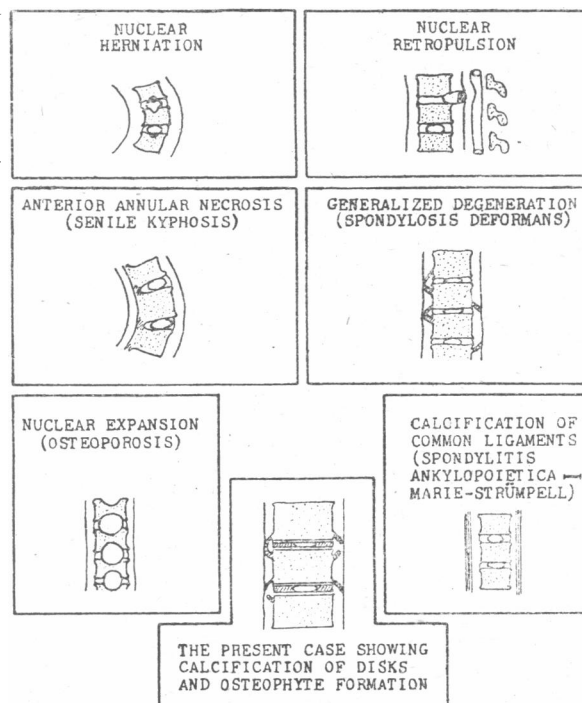 NUCLEAR
HERNIATION
NUCLEAR
RETROPULSION
ANTERIOR ANNULAR NECROSIS
(SENILE KYPHOSIS)
GENERALIZED DEGENERATION
(SPONDYLOSIS DEFORMANS)
NUCLEAR EXPANSION
(OSTEOPOROSIS)
CALCIFICATION OF
COMMON LIGAMENTS
(SPONDYLITIS
ANKYLOPOIETICA —
MARIE-STRÜMPELL)
THE PRESENT CASE SHOWING
CALCIFICATION OF DISKS
AND OSTEOPHYTE FORMATION